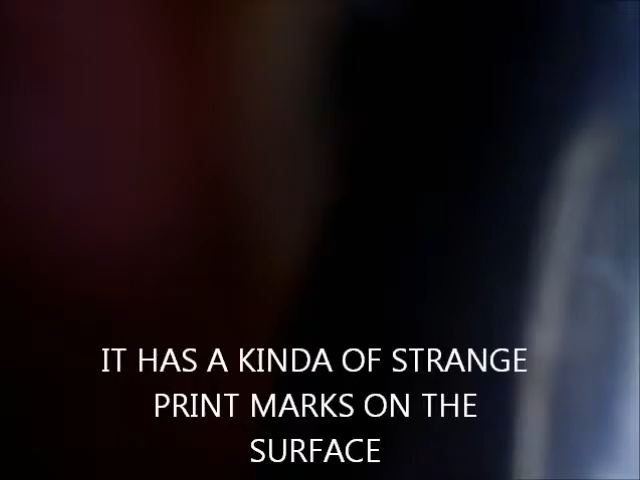 IT HAS A KINDA OF STRANGE
PRINT MARKS ON THE
SURFACE